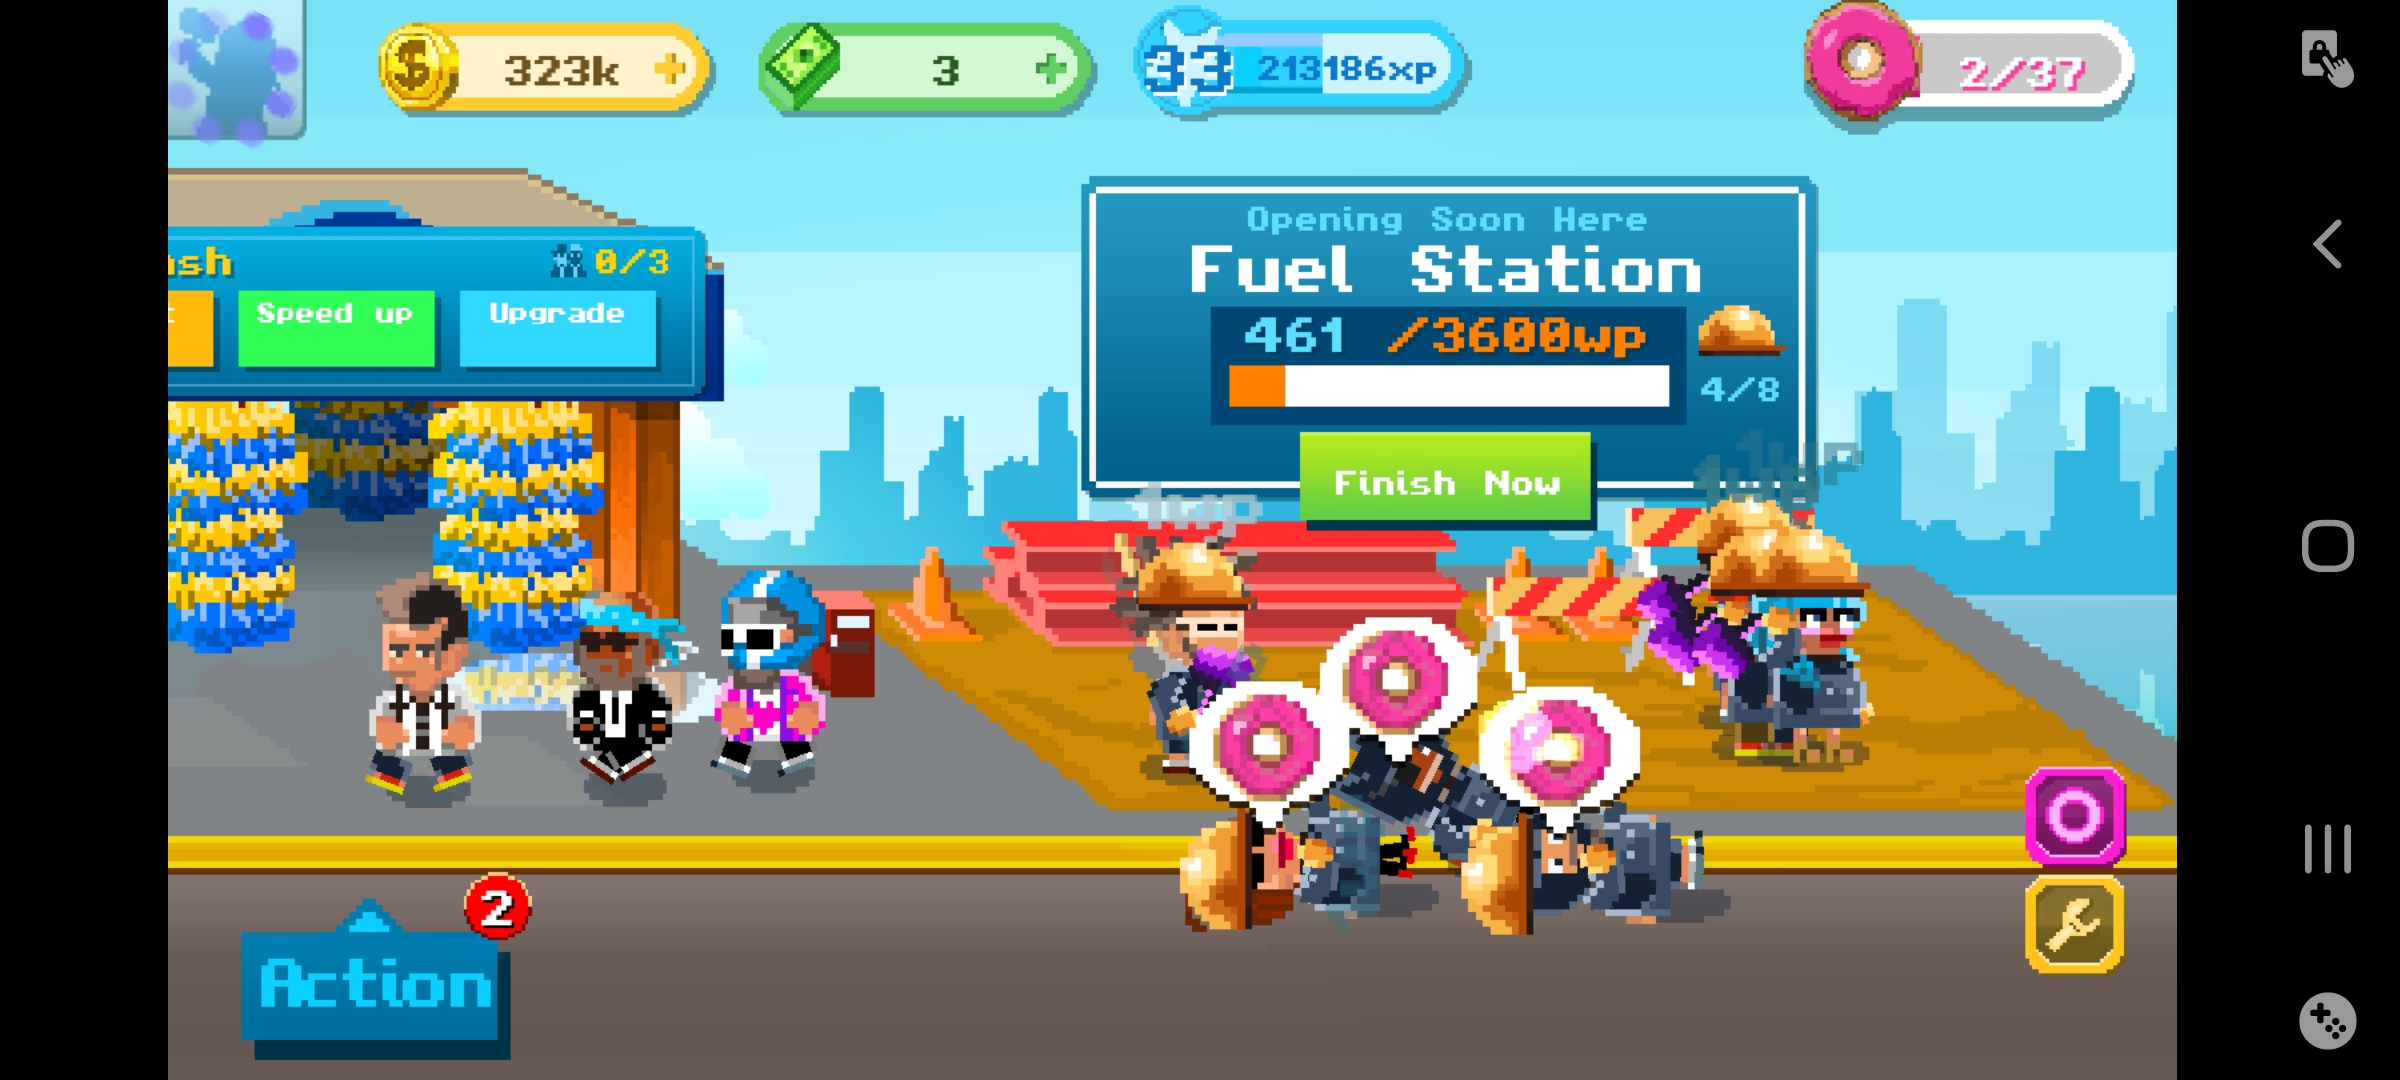 323k
3
33
213186xp
2/37
0/3
Speed up
Upgrade
Opening Soon Here
Fuel Station
461 /3600wp
4/8
Finish Now
1wp
2
Action